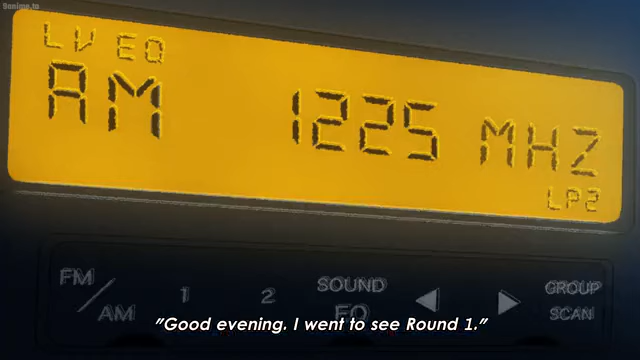 9anime.to
LV EQ
AM 1225 MHZ
LP2
FM/AM 1 2 SOUND EQ ◀ ▶ GROUP SCAN
"Good evening. I went to see Round 1."